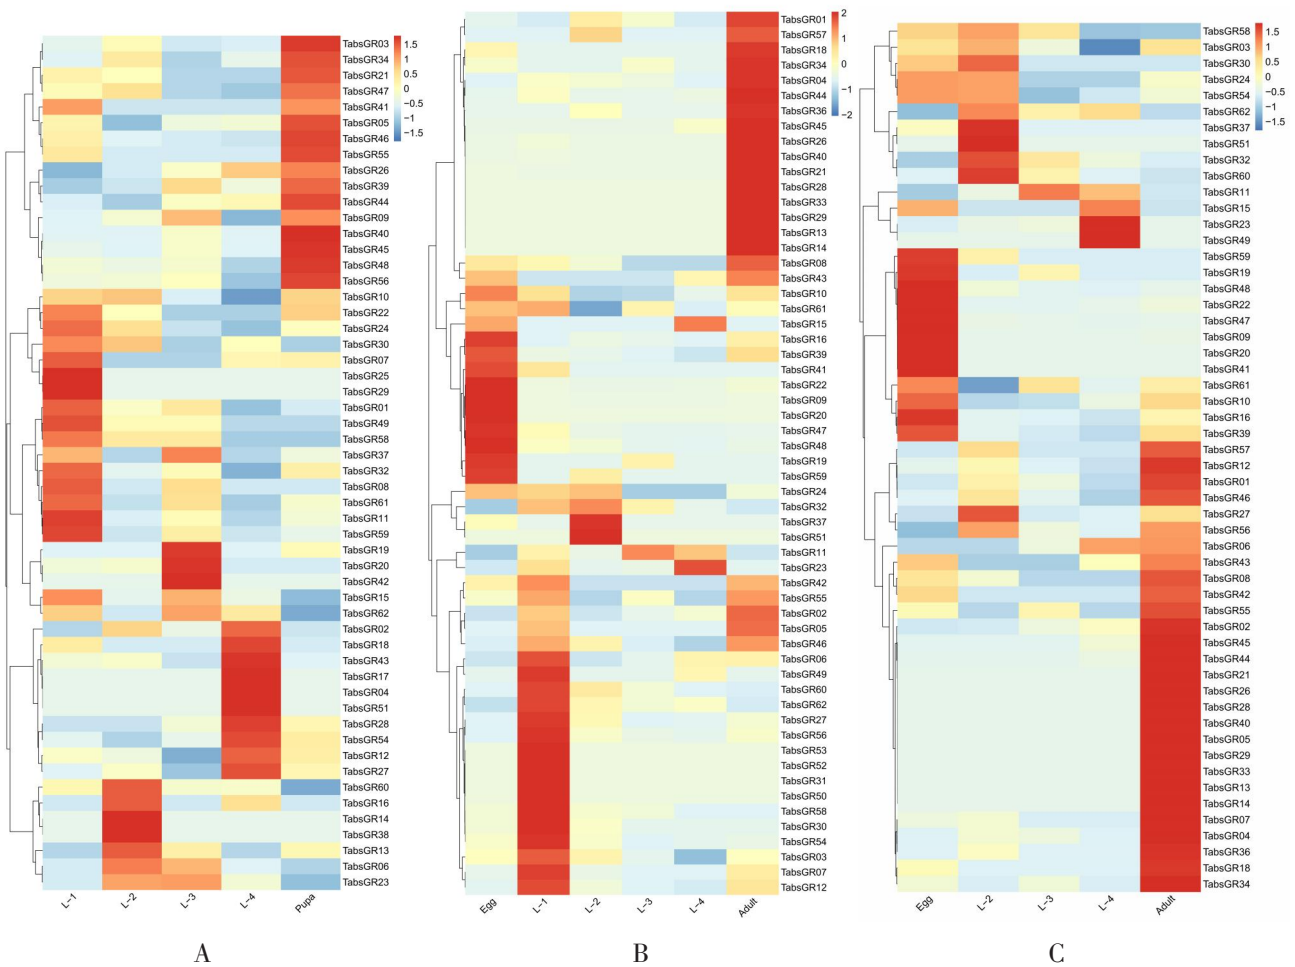 TabsGR03
TabsGR34
TabsGR21
TabsGR47
TabsGR41
TabsGR05
TabsGR46
TabsGR55
TabsGR26
TabsGR39
TabsGR44
TabsGR09
TabsGR40
TabsGR45
TabsGR48
TabsGR56
TabsGR10
TabsGR22
TabsGR24
TabsGR30
TabsGR07
TabsGR25
TabsGR29
TabsGR01
TabsGR49
TabsGR58
TabsGR37
TabsGR32
TabsGR08
TabsGR61
TabsGR11
TabsGR59
TabsGR19
TabsGR20
TabsGR42
TabsGR15
TabsGR62
TabsGR02
TabsGR18
TabsGR43
TabsGR17
TabsGR04
TabsGR51
TabsGR28
TabsGR54
TabsGR12
TabsGR27
TabsGR60
TabsGR16
TabsGR14
TabsGR38
TabsGR13
TabsGR06
TabsGR23
1.5
1
0.5
0
−0.5
−1
−1.5
L−1 L−2 L−3 L−4 Pupa
A
TabsGR01
TabsGR57
TabsGR18
TabsGR34
TabsGR04
TabsGR44
TabsGR36
TabsGR45
TabsGR26
TabsGR40
TabsGR21
TabsGR28
TabsGR33
TabsGR29
TabsGR13
TabsGR14
TabsGR08
TabsGR43
TabsGR10
TabsGR61
TabsGR15
TabsGR16
TabsGR39
TabsGR41
TabsGR22
TabsGR09
TabsGR20
TabsGR47
TabsGR48
TabsGR19
TabsGR59
TabsGR24
TabsGR32
TabsGR37
TabsGR51
TabsGR11
TabsGR23
TabsGR42
TabsGR55
TabsGR02
TabsGR05
TabsGR46
TabsGR06
TabsGR49
TabsGR60
TabsGR62
TabsGR27
TabsGR56
TabsGR53
TabsGR52
TabsGR31
TabsGR50
TabsGR58
TabsGR30
TabsGR54
TabsGR03
TabsGR07
TabsGR12
2
1
0
−1
−2
Egg L−1 L−2 L−3 L−4 Adult
B
TabsGR58
TabsGR03
TabsGR30
TabsGR24
TabsGR54
TabsGR62
TabsGR37
TabsGR51
TabsGR32
TabsGR60
TabsGR11
TabsGR15
TabsGR23
TabsGR49
TabsGR59
TabsGR19
TabsGR48
TabsGR22
TabsGR47
TabsGR09
TabsGR20
TabsGR41
TabsGR61
TabsGR10
TabsGR16
TabsGR39
TabsGR57
TabsGR12
TabsGR01
TabsGR46
TabsGR27
TabsGR56
TabsGR06
TabsGR43
TabsGR08
TabsGR42
TabsGR55
TabsGR02
TabsGR45
TabsGR44
TabsGR21
TabsGR26
TabsGR28
TabsGR40
TabsGR05
TabsGR29
TabsGR33
TabsGR13
TabsGR14
TabsGR07
TabsGR04
TabsGR36
TabsGR18
TabsGR34
1.5
1
0.5
0
−0.5
−1
−1.5
Egg L−2 L−3 L−4 Adult
C